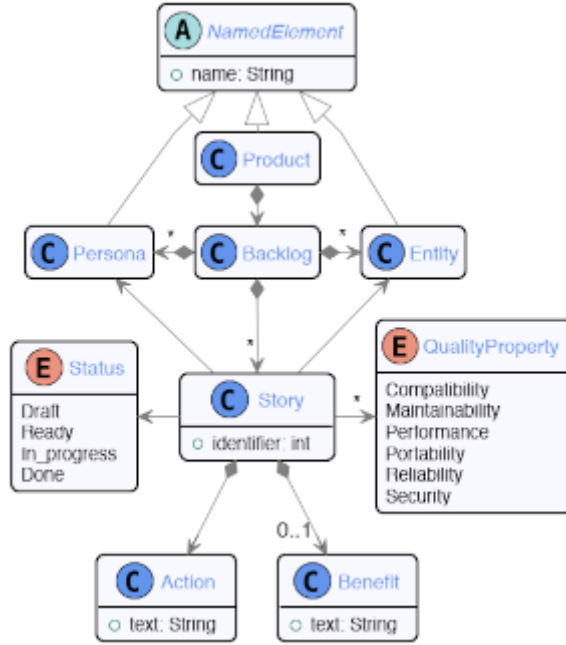 A NamedElement
name: String
C Product
C Persona
*
C Backlog
*
C Entity
*
E Status
Draft
Ready
In_progress
Done
C Story
identifier: int
*
E QualityProperty
Compatibility
Maintainability
Performance
Portability
Reliability
Security
0..1
C Action
text: String
C Benefit
text: String